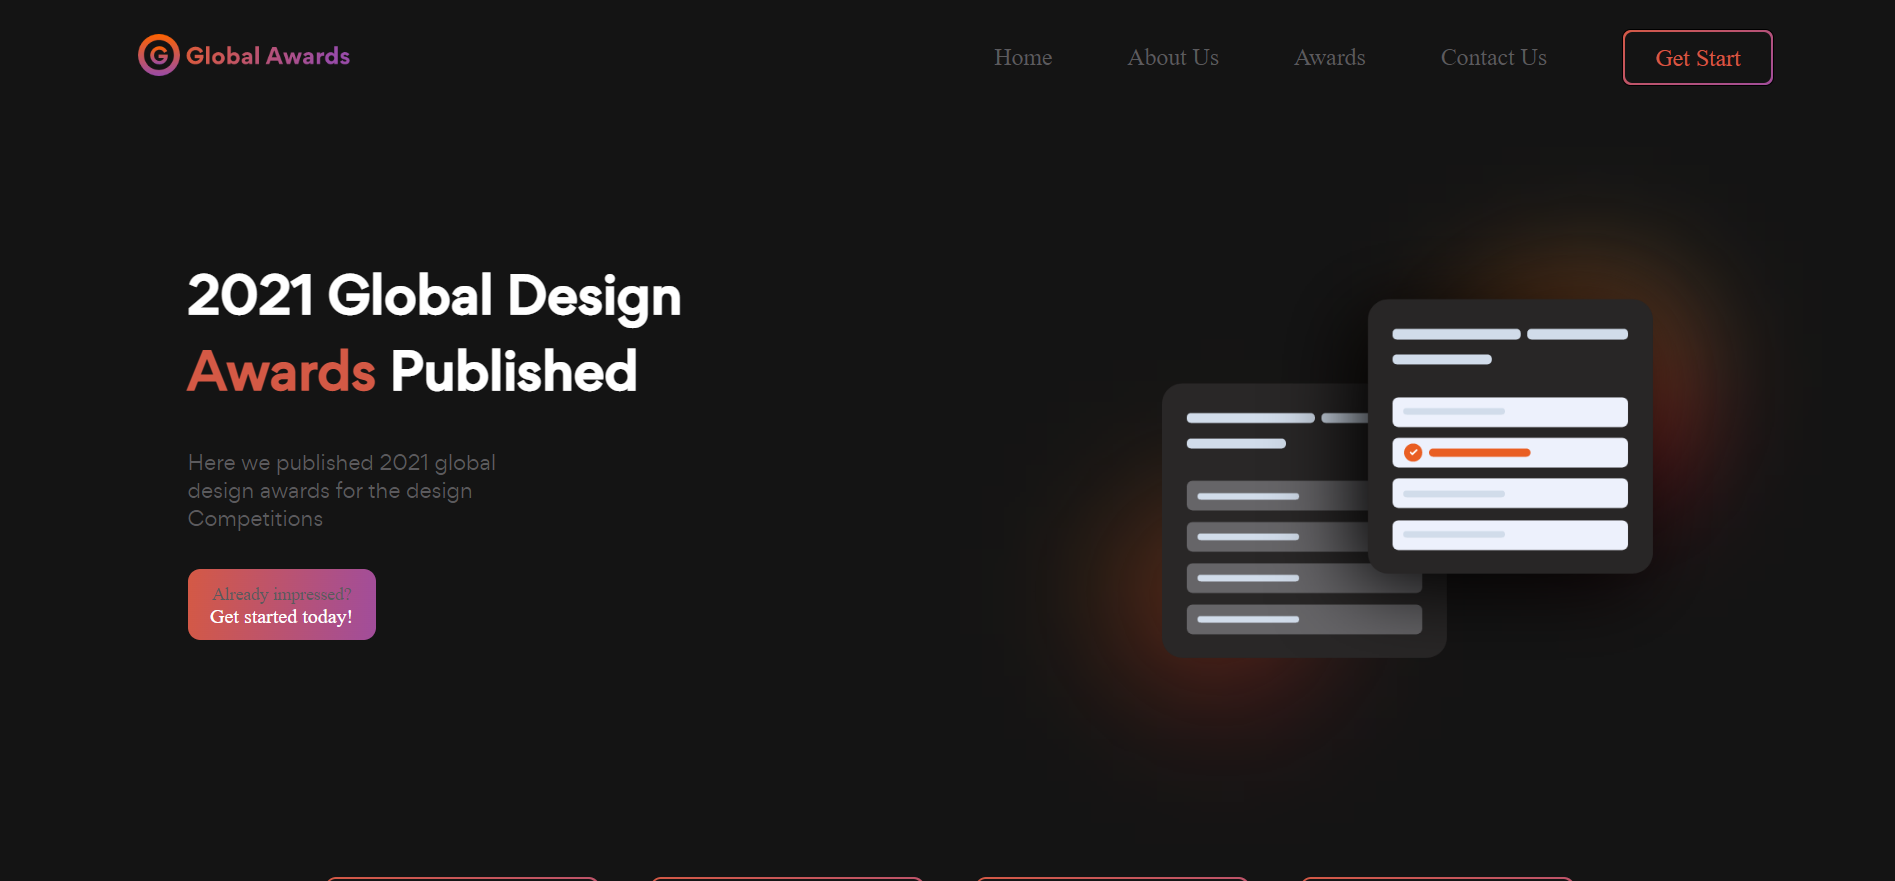 G Global Awards
Home
About Us
Awards
Contact Us
Get Start
2021 Global Design
Awards Published
Here we published 2021 global
design awards for the design
Competitions
Already impressed?
Get started today!